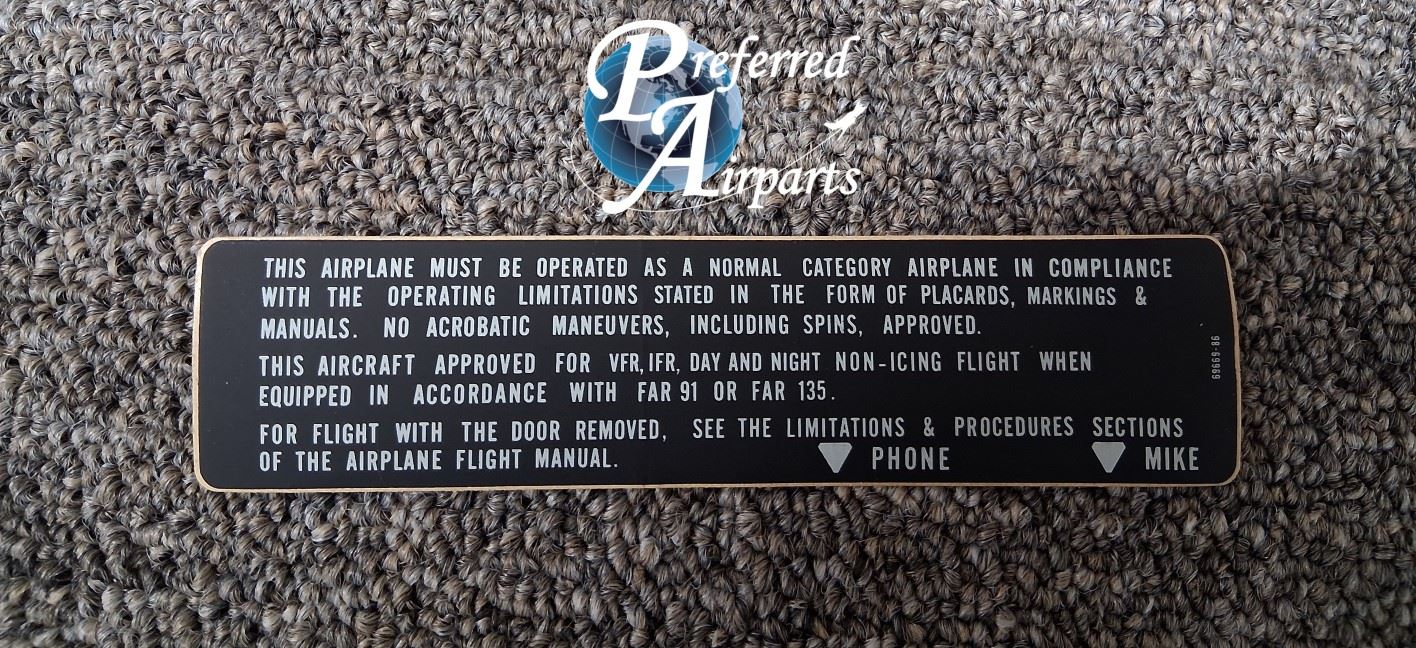 Preferred
Airparts
THIS AIRPLANE MUST BE OPERATED AS A NORMAL CATEGORY AIRPLANE IN COMPLIANCE
WITH THE OPERATING LIMITATIONS STATED IN THE FORM OF PLACARDS, MARKINGS &
MANUALS. NO ACROBATIC MANEUVERS, INCLUDING SPINS, APPROVED.
THIS AIRCRAFT APPROVED FOR VFR, IFR, DAY AND NIGHT NON-ICING FLIGHT WHEN
EQUIPPED IN ACCORDANCE WITH FAR 91 OR FAR 135.
FOR FLIGHT WITH THE DOOR REMOVED, SEE THE LIMITATIONS & PROCEDURES SECTIONS
OF THE AIRPLANE FLIGHT MANUAL.
PHONE
MIKE
69669-86